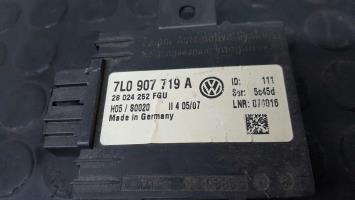 7L0 907 719 A
28 024 252 FGU
H05 / S0020 II 4 05/07
Made in Germany
ID: 111
Ser: 5c45d
LNR: 070016